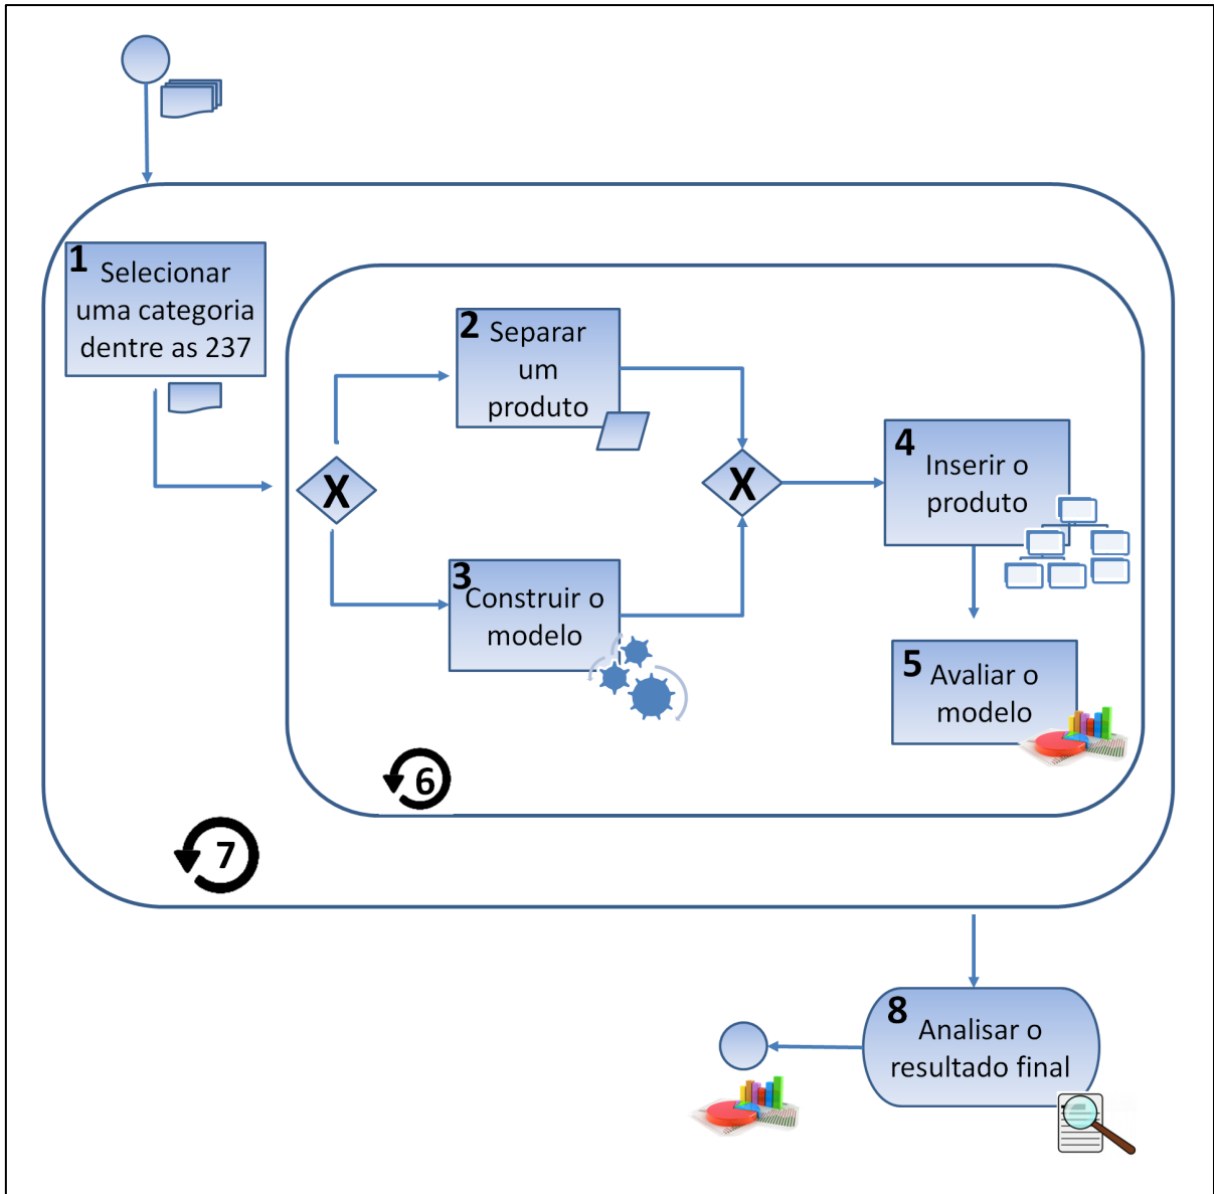 1
Selecionar
uma categoria
dentre as 237
2
Separar
um
produto
X
X
3
Construir o
modelo
4
Inserir o
produto
5
Avaliar o
modelo
6
7
8
Analisar o
resultado final